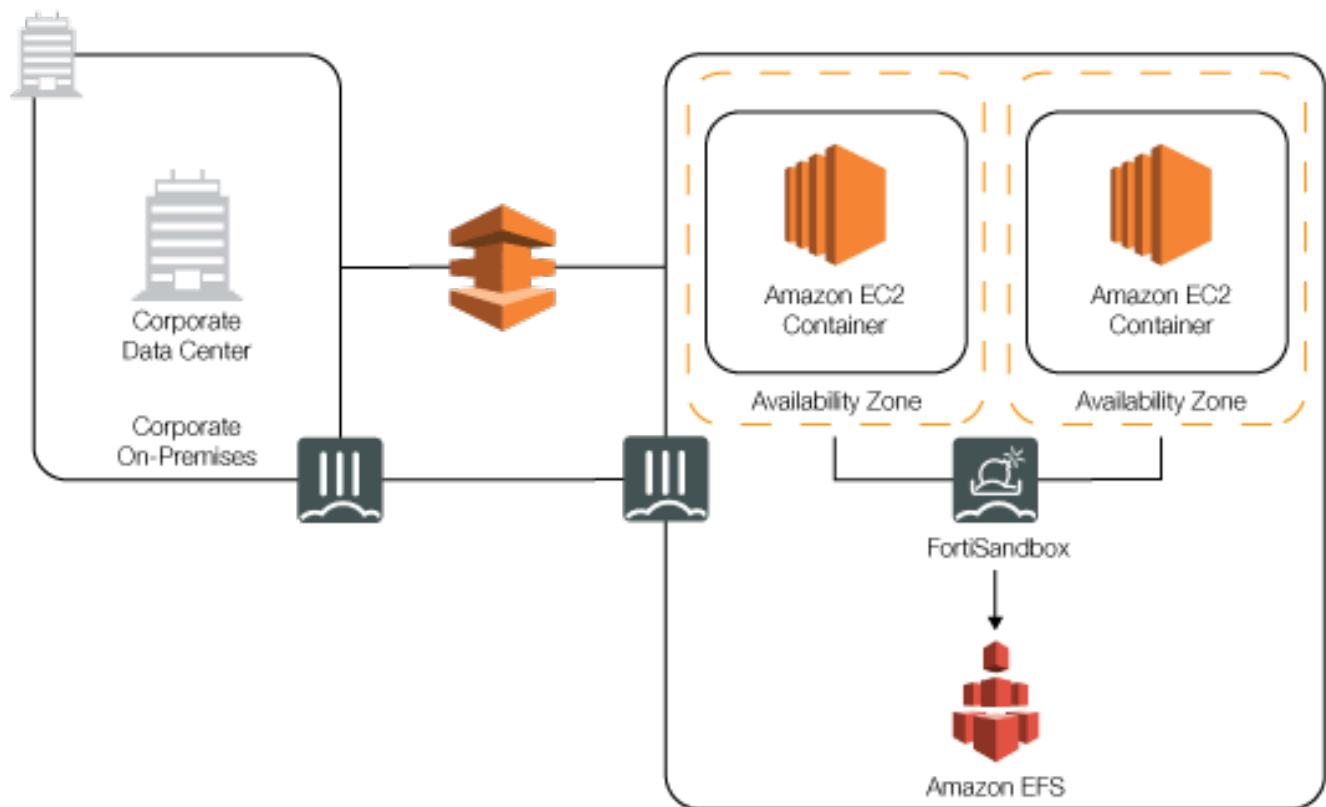 Corporate
Data Center
Corporate
On-Premises
Amazon EC2
Container
Availability Zone
Amazon EC2
Container
Availability Zone
FortiSandbox
Amazon EFS